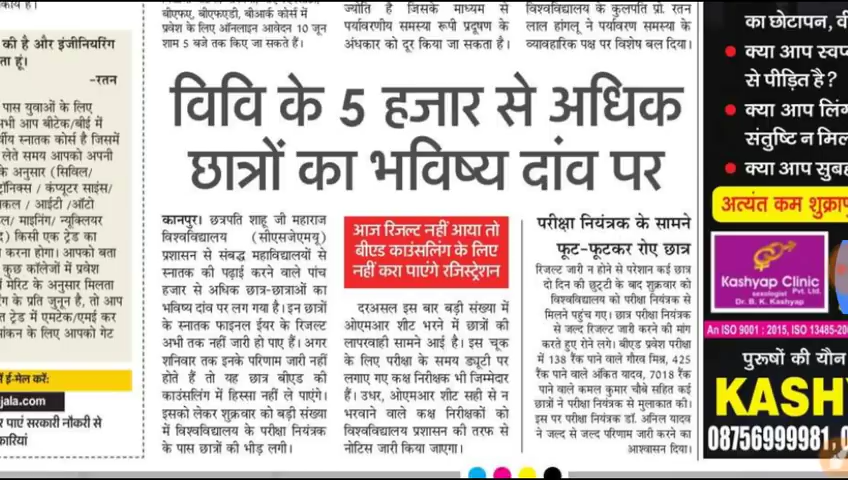 की है और इंजीनियरिंग
ता हूं।
-रतन
पास युवाओं के लिए
भी आप बीटेक/बीई में
र्षीय स्नातक कोर्स है जिसमें
लेते समय आपको अपनी
के अनुसार (सिविल/
ट्रॉनिक्स / कंप्यूटर साइंस/
कल / आईटी /ऑटो
ल/ माइनिंग/ न्यूक्लियर
) किसी एक ट्रेड का
करना होगा। आपको बता
कुछ कॉलेजों में प्रवेश
मेरिट के अनुसार मिलता
ग के प्रति जुनून है, तो आप
त ट्रेड में एमटेक/एमई कर
मांकन के लिए आपको गेट
में ई-मेल करें:
jala.com
र पाएं सरकारी नौकरी से
कारियां
बीएफए, बीएफएडी, बीआर्क कोर्स में
प्रवेश के लिए ऑनलाइन आवेदन 10 जून
शाम 5 बजे तक किए जा सकते हैं।
ज्योति है जिसके माध्यम से
पर्यावरणीय समस्या रूपी प्रदूषण के
अंधकार को दूर किया जा सकता है।
विश्वविद्यालय के कुलपति प्रो. रतन
लाल हांगलू ने पर्यावरण समस्या के
व्यावहारिक पक्ष पर विशेष बल दिया।
विवि के 5 हजार से अधिक
छात्रों का भविष्य दांव पर
कानपुर। छत्रपति शाहू जी महाराज
विश्वविद्यालय (सीएसजेएमयू)
प्रशासन से संबद्ध महाविद्यालयों से
स्नातक की पढ़ाई करने वाले पांच
हजार से अधिक छात्र-छात्राओं का
भविष्य दांव पर लग गया है। इन छात्रों
के स्नातक फाइनल ईयर के रिजल्ट
अभी तक नहीं जारी हो पाए हैं। अगर
शनिवार तक इनके परिणाम जारी नहीं
होते हैं तो यह छात्र बीएड की
काउंसलिंग में हिस्सा नहीं ले पाएंगे।
इसको लेकर शुक्रवार को बड़ी संख्या
में विश्वविद्यालय के परीक्षा नियंत्रक
के पास छात्रों की भीड़ लगी।
आज रिजल्ट नहीं आया तो
बीएड काउंसलिंग के लिए
नहीं करा पाएंगे रजिस्ट्रेशन
दरअसल इस बार बड़ी संख्या में
ओएमआर शीट भरने में छात्रों की
लापरवाही सामने आई है। इस चूक
के लिए परीक्षा के समय ड्यूटी पर
लगाए गए कक्ष निरीक्षक भी जिम्मेदार
हैं। उधर, ओएमआर शीट सही से न
भरवाने वाले कक्ष निरीक्षकों को
विश्वविद्यालय प्रशासन की तरफ से
नोटिस जारी किया जाएगा।
परीक्षा नियंत्रक के सामने
फूट-फूटकर रोए छात्र
रिजल्ट जारी न होने से परेशान कई छात्र
दो दिन की छुट्टी के बाद शुक्रवार को
विश्वविद्यालय को परीक्षा नियंत्रक से
मिलने पहुंच गए। छात्र परीक्षा नियंत्रक
से जल्द रिजल्ट जारी करने की मांग
करते हुए रोने लगे। बीएड प्रवेश परीक्षा
में 138 रैंक पाने वाले गौरव मिश्र, 425
रैंक पाने वाले अंकित यादव, 7018 रैंक
पाने वाले कमल कुमार चौबे सहित कई
छात्रों ने परीक्षा नियंत्रक से मुलाकात की।
इस पर परीक्षा नियंत्रक डॉ. अनिल यादव
ने जल्द से जल्द परिणाम जारी करने का
आश्वासन दिया।
का छोटापन, वी
क्या आप स्वप्न
से पीड़ित है?
क्या आप लिंग
संतुष्टि न मिल
क्या आप सुबह
अत्यंत कम शुक्राणु
Kashyap Clinic
sexologist Pvt. Ltd.
Dr. B. K. Kashyap
An ISO 9001 : 2015, ISO 13485-20
पुरूषों की यौन
KASHY
08756999981, 0